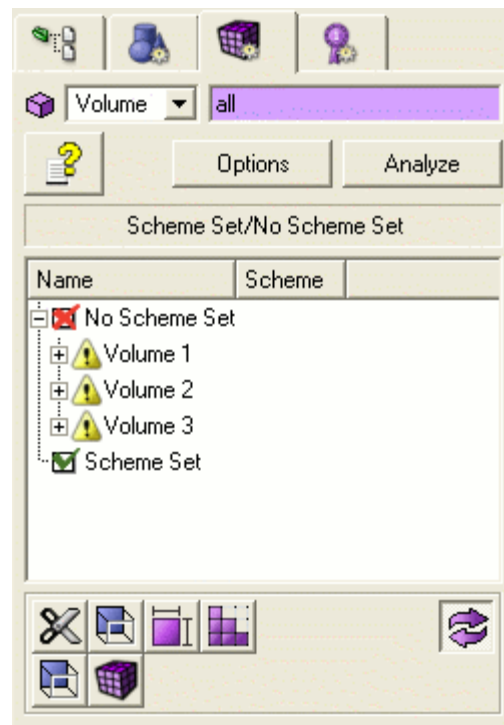 Volume all
Options Analyze
Scheme Set/No Scheme Set
Name Scheme
No Scheme Set
Volume 1
Volume 2
Volume 3
Scheme Set